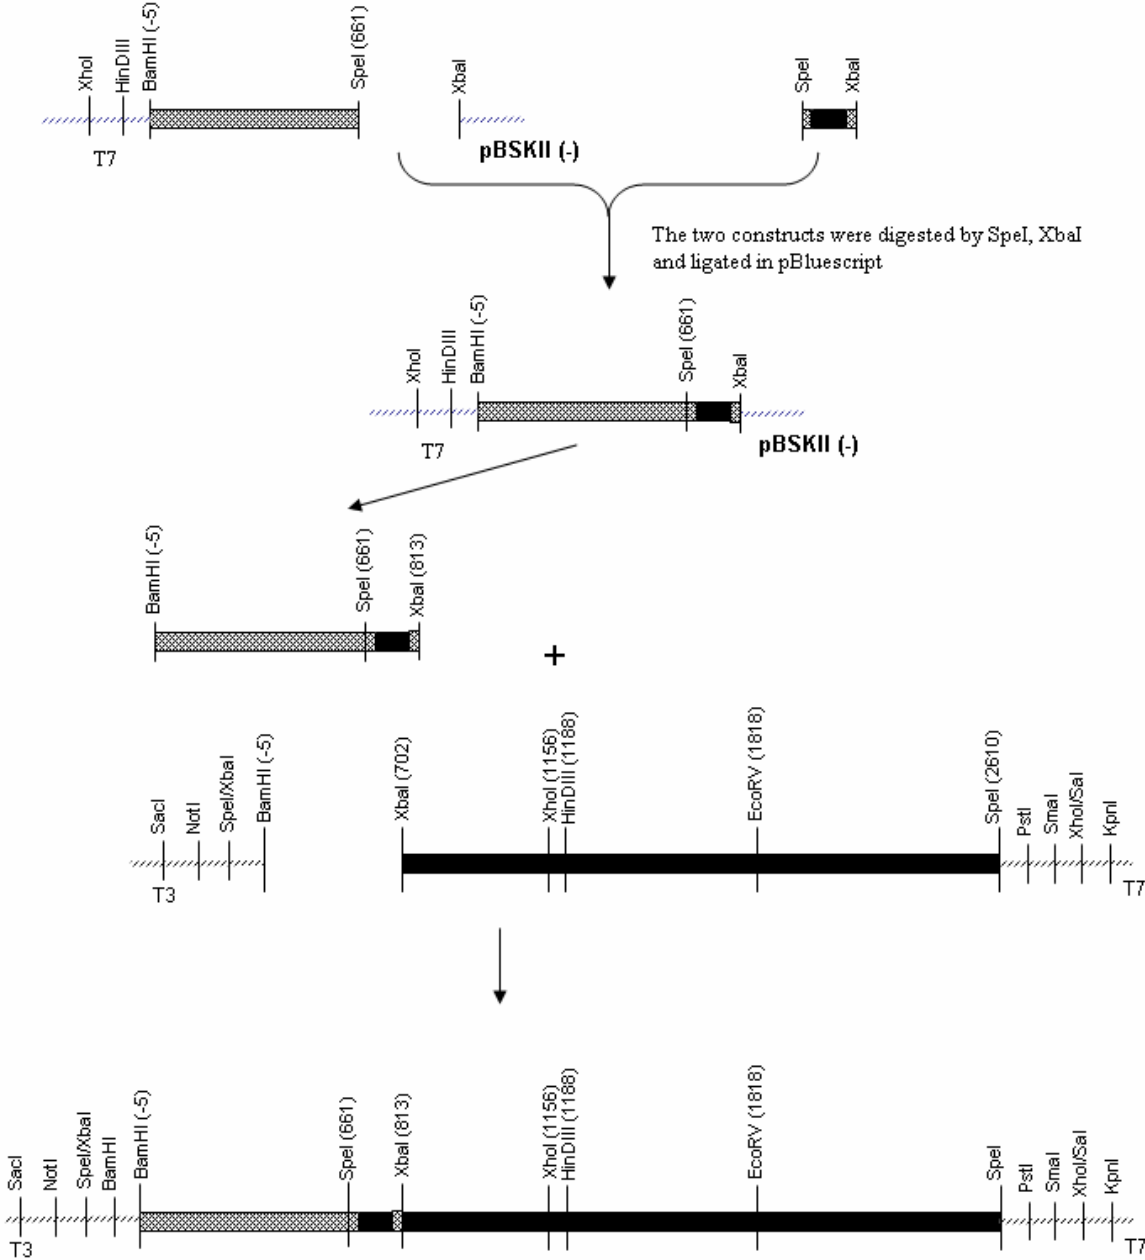 XhoI
HinDIII
BamHI (-5)
SpeI (661)
XbaI
SpeI
XbaI
T7
pBSKII (-)
The two constructs were digested by SpeI, XbaI
and ligated in pBluescript
XhoI
HinDIII
BamHI (-5)
SpeI (661)
XbaI
T7
pBSKII (-)
BamHI (-5)
SpeI (661)
XbaI (813)
+
SacI
NotI
SpeI/XbaI
BamHI (-5)
XbaI (702)
XhoI (1156)
HinDIII (1188)
EcoRV (1818)
SpeI (2610)
PstI
SmaI
XhoI/SaI
KpnI
T3
T7
SacI
NotI
SpeI/XbaI
BamHI
BamHI (-5)
SpeI (661)
XbaI (813)
XhoI (1156)
HinDIII (1188)
EcoRV (1818)
SpeI
PstI
SmaI
XhoI/SaI
KpnI
T3
T7